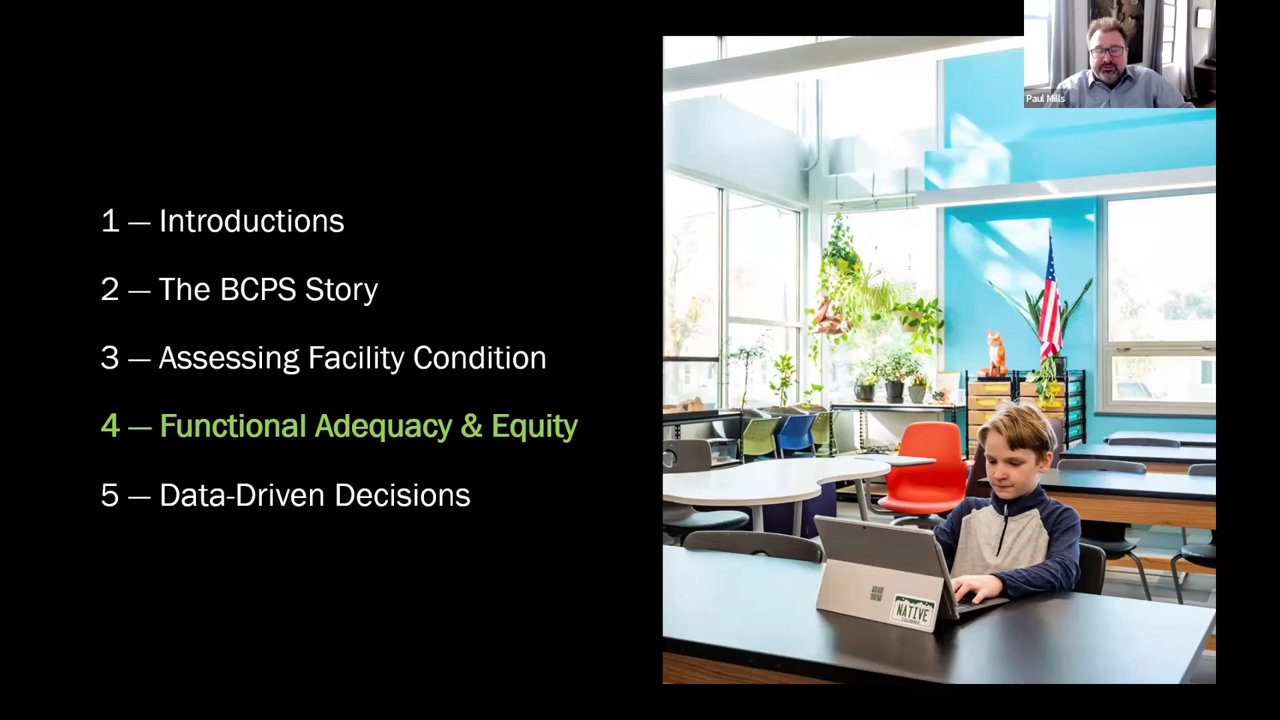 1 — Introductions
2 — The BCPS Story
3 — Assessing Facility Condition
4 — Functional Adequacy & Equity
5 — Data-Driven Decisions
Paul Mills
NATIVE